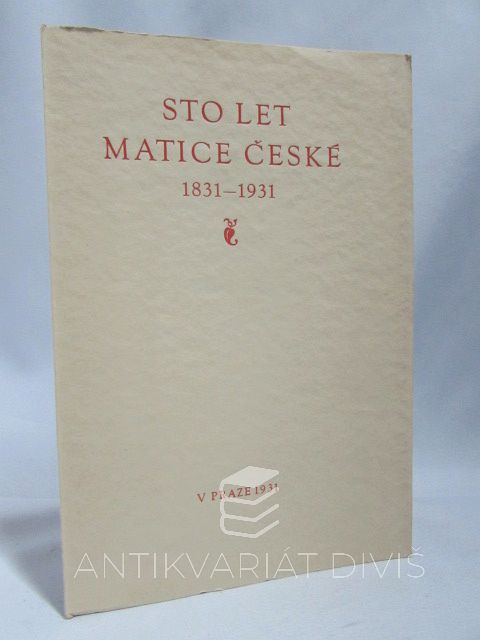 STO LET
MATICE ČESKÉ
1831–1931
V PRAZE 1931
ANTIKVARIÁT DIVIŠ